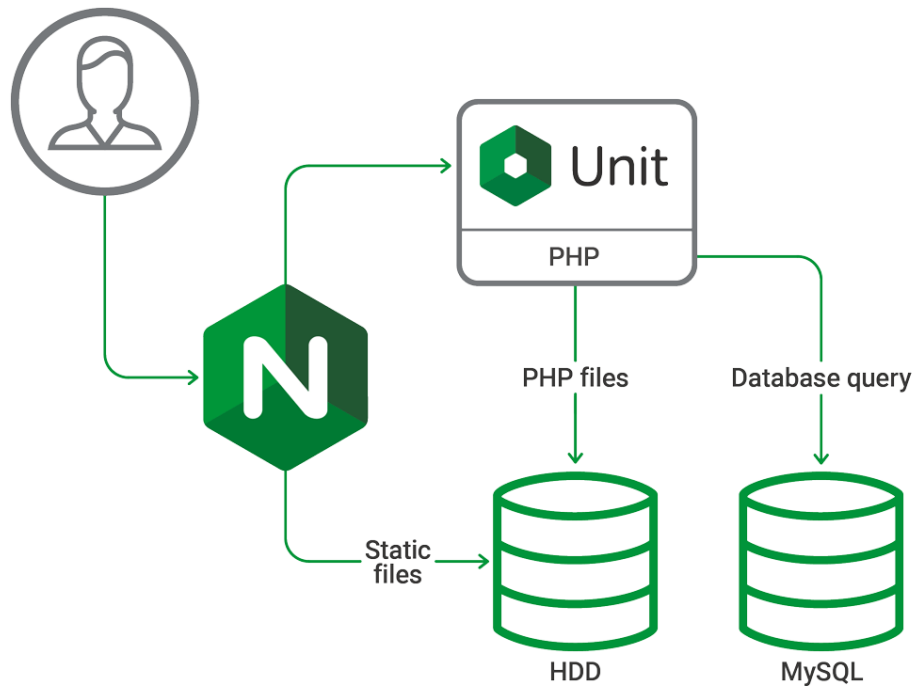 Unit
PHP
N
PHP files
Database query
Static
files
HDD
MySQL